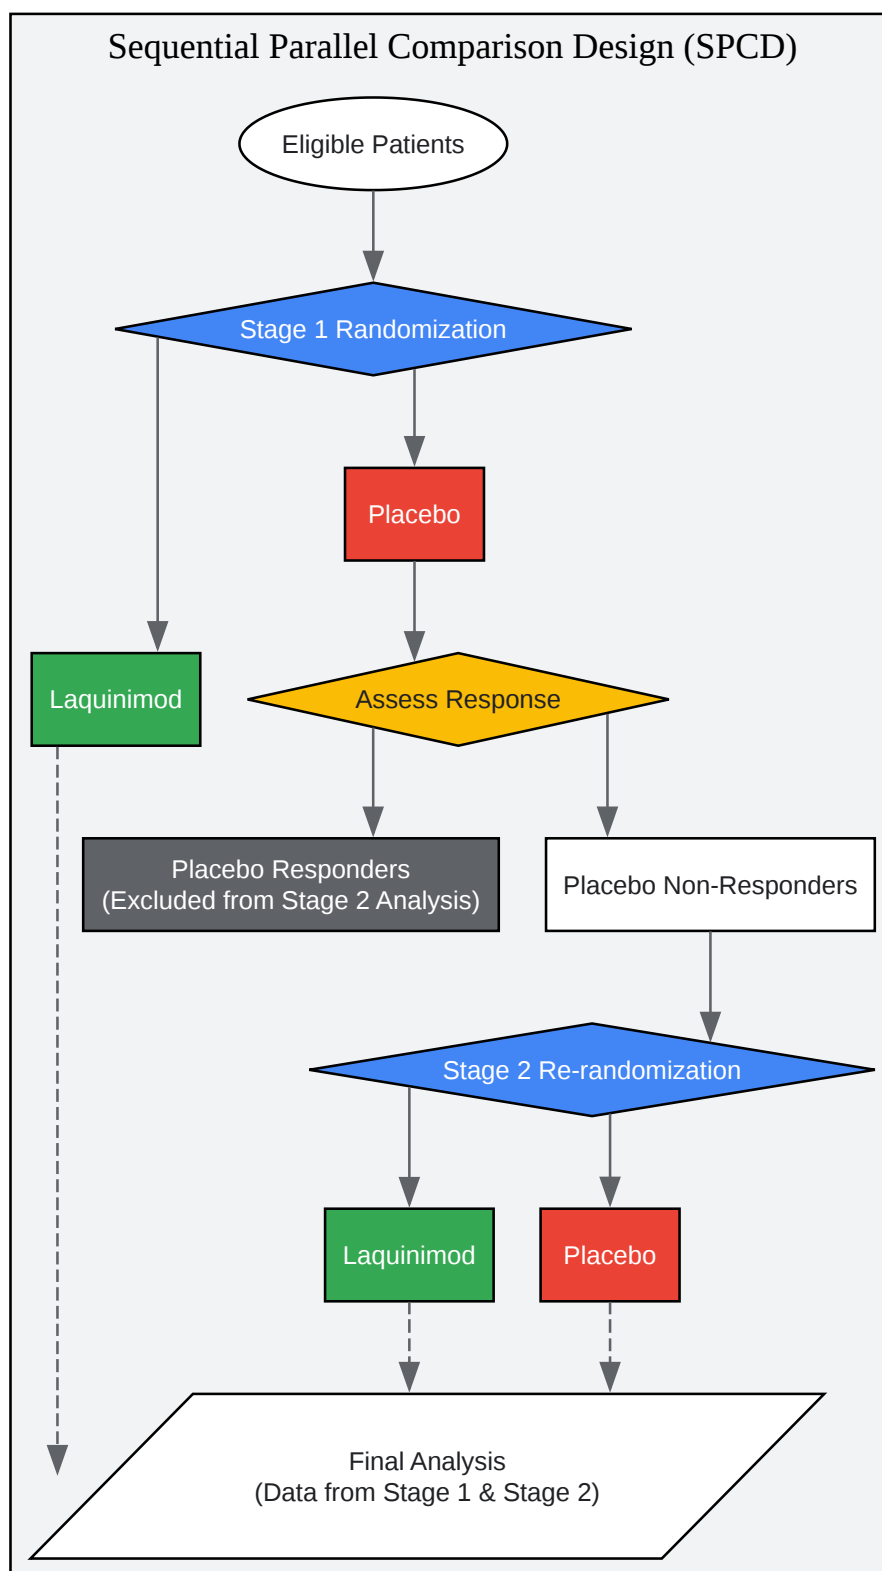 Sequential Parallel Comparison Design (SPCD)
Eligible Patients
Stage 1 Randomization
Placebo
Laquinimod
Assess Response
Placebo Responders
(Excluded from Stage 2 Analysis)
Placebo Non-Responders
Stage 2 Re-randomization
Laquinimod
Placebo
Final Analysis
(Data from Stage 1 & Stage 2)